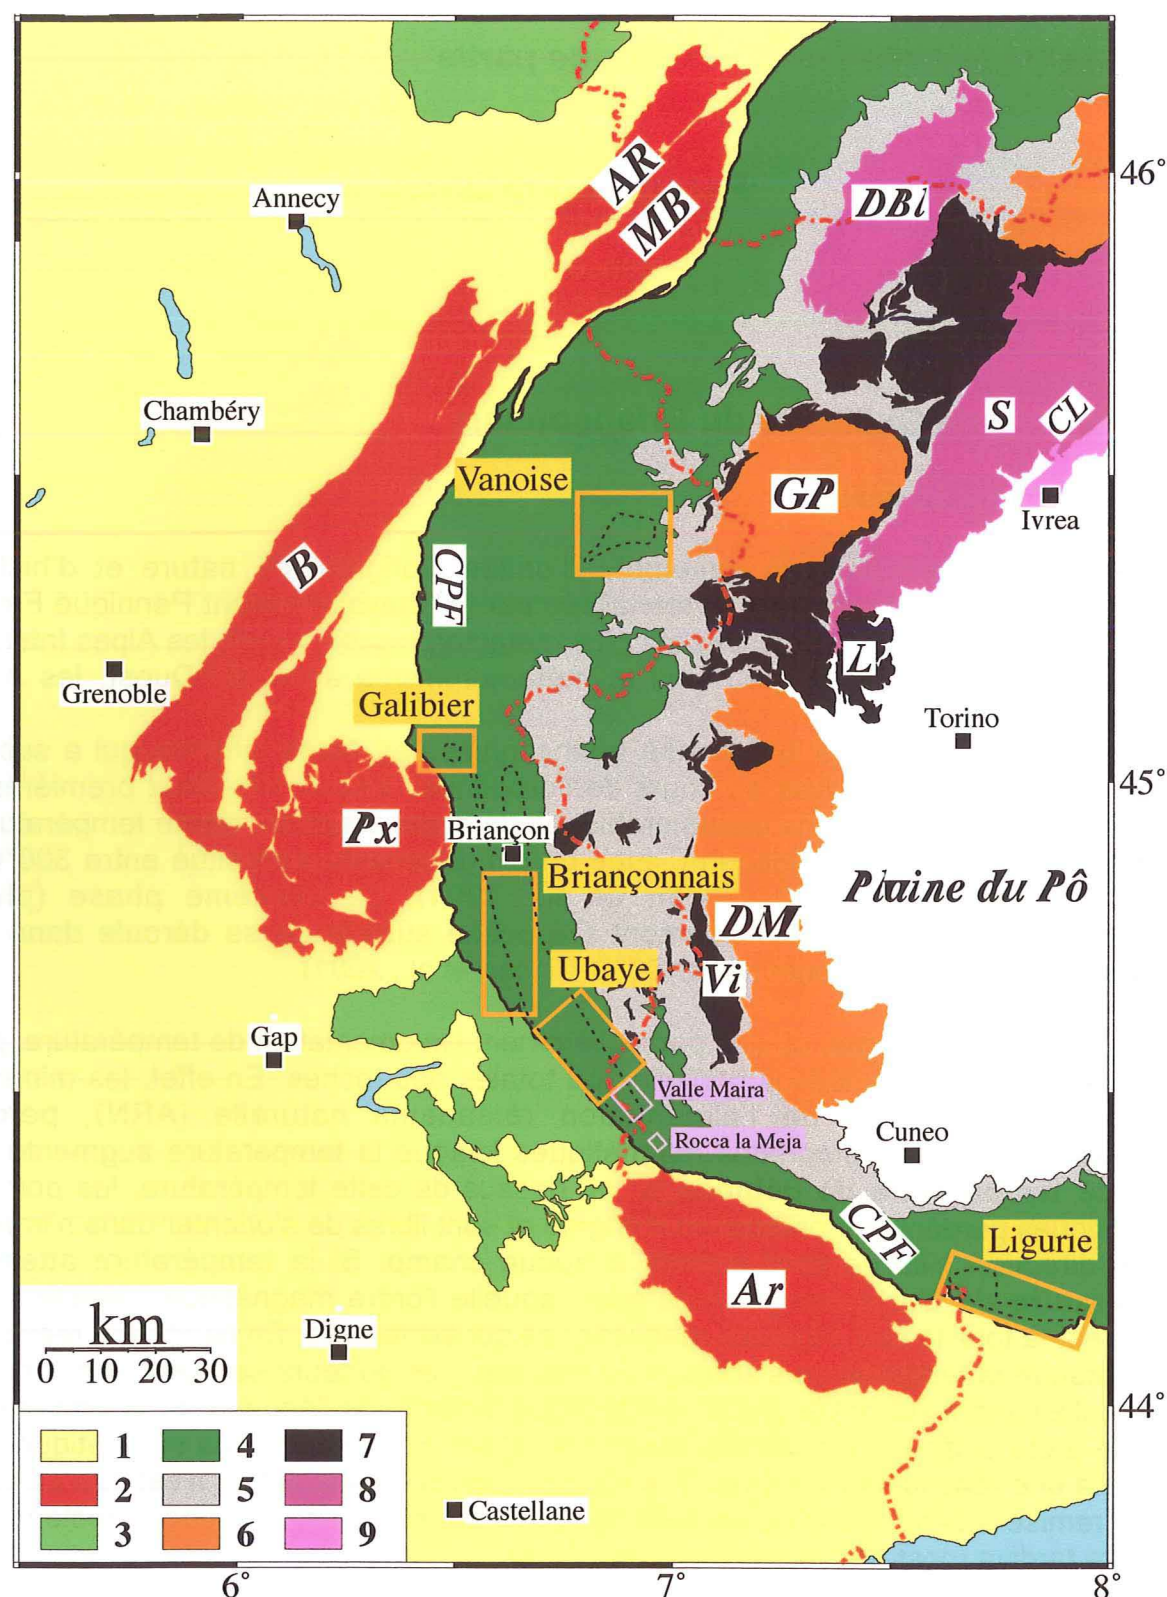 46°
Annecy
AR
MB
DBl
Chambéry
S
CL
Vanoise
GP
Ivrea
B
CPF
Grenoble
L
Galibier
Torino
45°
Px
Briançon
Briançonnais
Plaine du Pô
DM
Ubaye
Vi
Gap
Valle Maira
Cuneo
Rocca la Meja
CPF
Ligurie
Ar
km
0 10 20 30
Digne
44°
1 4 7
2 5 8
3 6 9
Castellane
6° 7° 8°